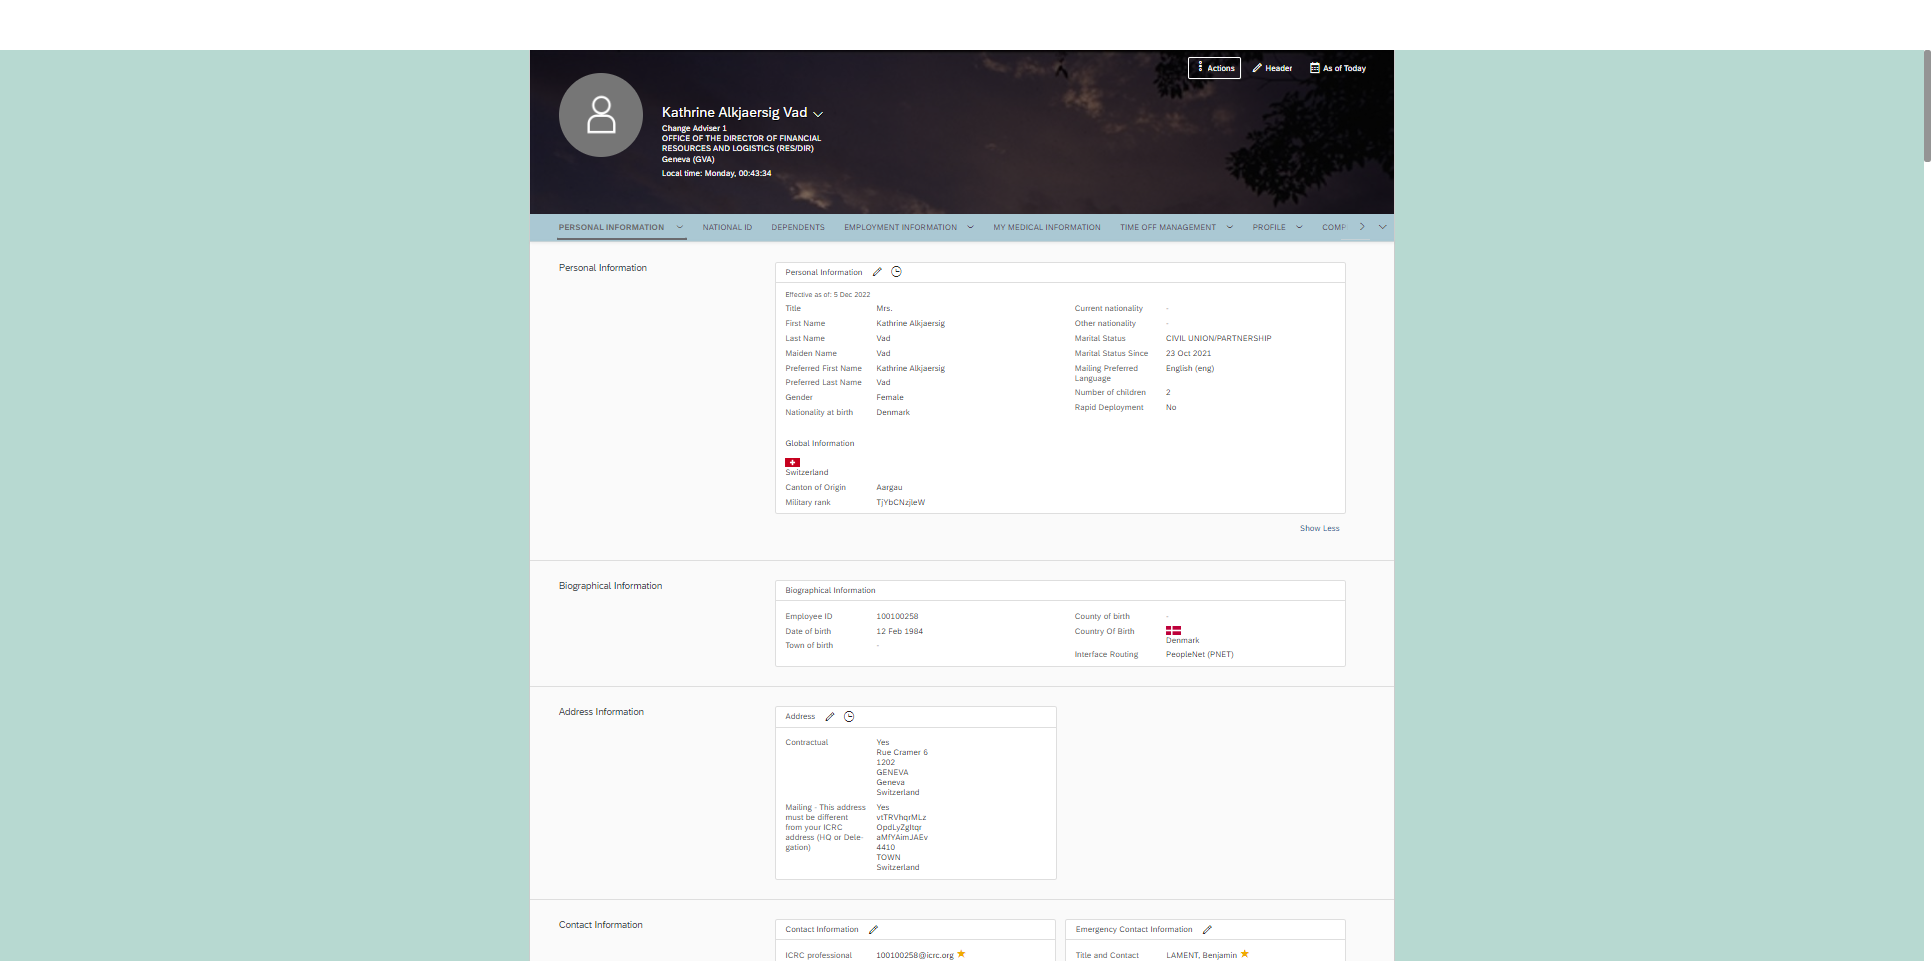 Actions
Header
As of Today
Kathrine Alkjaersig Vad
Change Adviser 1
OFFICE OF THE DIRECTOR OF FINANCIAL
RESOURCES AND LOGISTICS (RES/DIR)
Geneva (GVA)
Local time: Monday, 00:43:34
PERSONAL INFORMATION
NATIONAL ID
DEPENDENTS
EMPLOYMENT INFORMATION
MY MEDICAL INFORMATION
TIME OFF MANAGEMENT
PROFILE
COMP
Personal Information
Personal Information
Effective as of: 5 Dec 2022
Title Mrs.
First Name Kathrine Alkjaersig
Last Name Vad
Maiden Name Vad
Preferred First Name Kathrine Alkjaersig
Preferred Last Name Vad
Gender Female
Nationality at birth Denmark
Current nationality -
Other nationality -
Marital Status CIVIL UNION/PARTNERSHIP
Marital Status Since 23 Oct 2021
Mailing Preferred English (eng)
Language
Number of children 2
Rapid Deployment No
Global Information
Switzerland
Canton of Origin Aargau
Military rank TjYbCNzjleW
Show Less
Biographical Information
Biographical Information
Employee ID 100100258
Date of birth 12 Feb 1984
Town of birth -
County of birth -
Country Of Birth
Denmark
Interface Routing PeopleNet (PNET)
Address Information
Address
Contractual Yes
Rue Cramer 6
1202
GENEVA
Geneva
Switzerland
Mailing - This address Yes
must be different vtTRVhqrMLz
from your ICRC OpdLyZgItqr
address (HQ or Dele- aMfYAimJAEv
gation) 4410
TOWN
Switzerland
Contact Information
Contact Information
ICRC professional 100100258@icrc.org
Emergency Contact Information
Title and Contact LAMENT, Benjamin